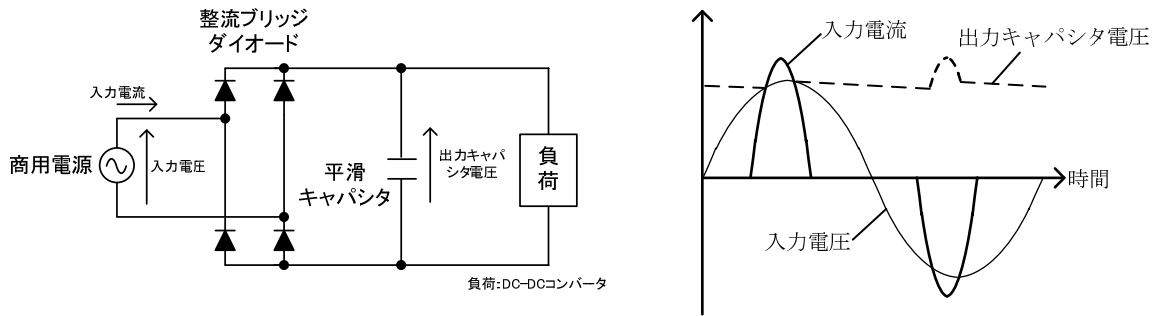 整流ブリッジ
ダイオード
入力電流
商用電源
入力電圧
平滑
キャパシタ
出力キャパ
シタ電圧
負
荷
負荷:DC-DCコンバータ
入力電流
出力キャパシタ電圧
時間
入力電圧